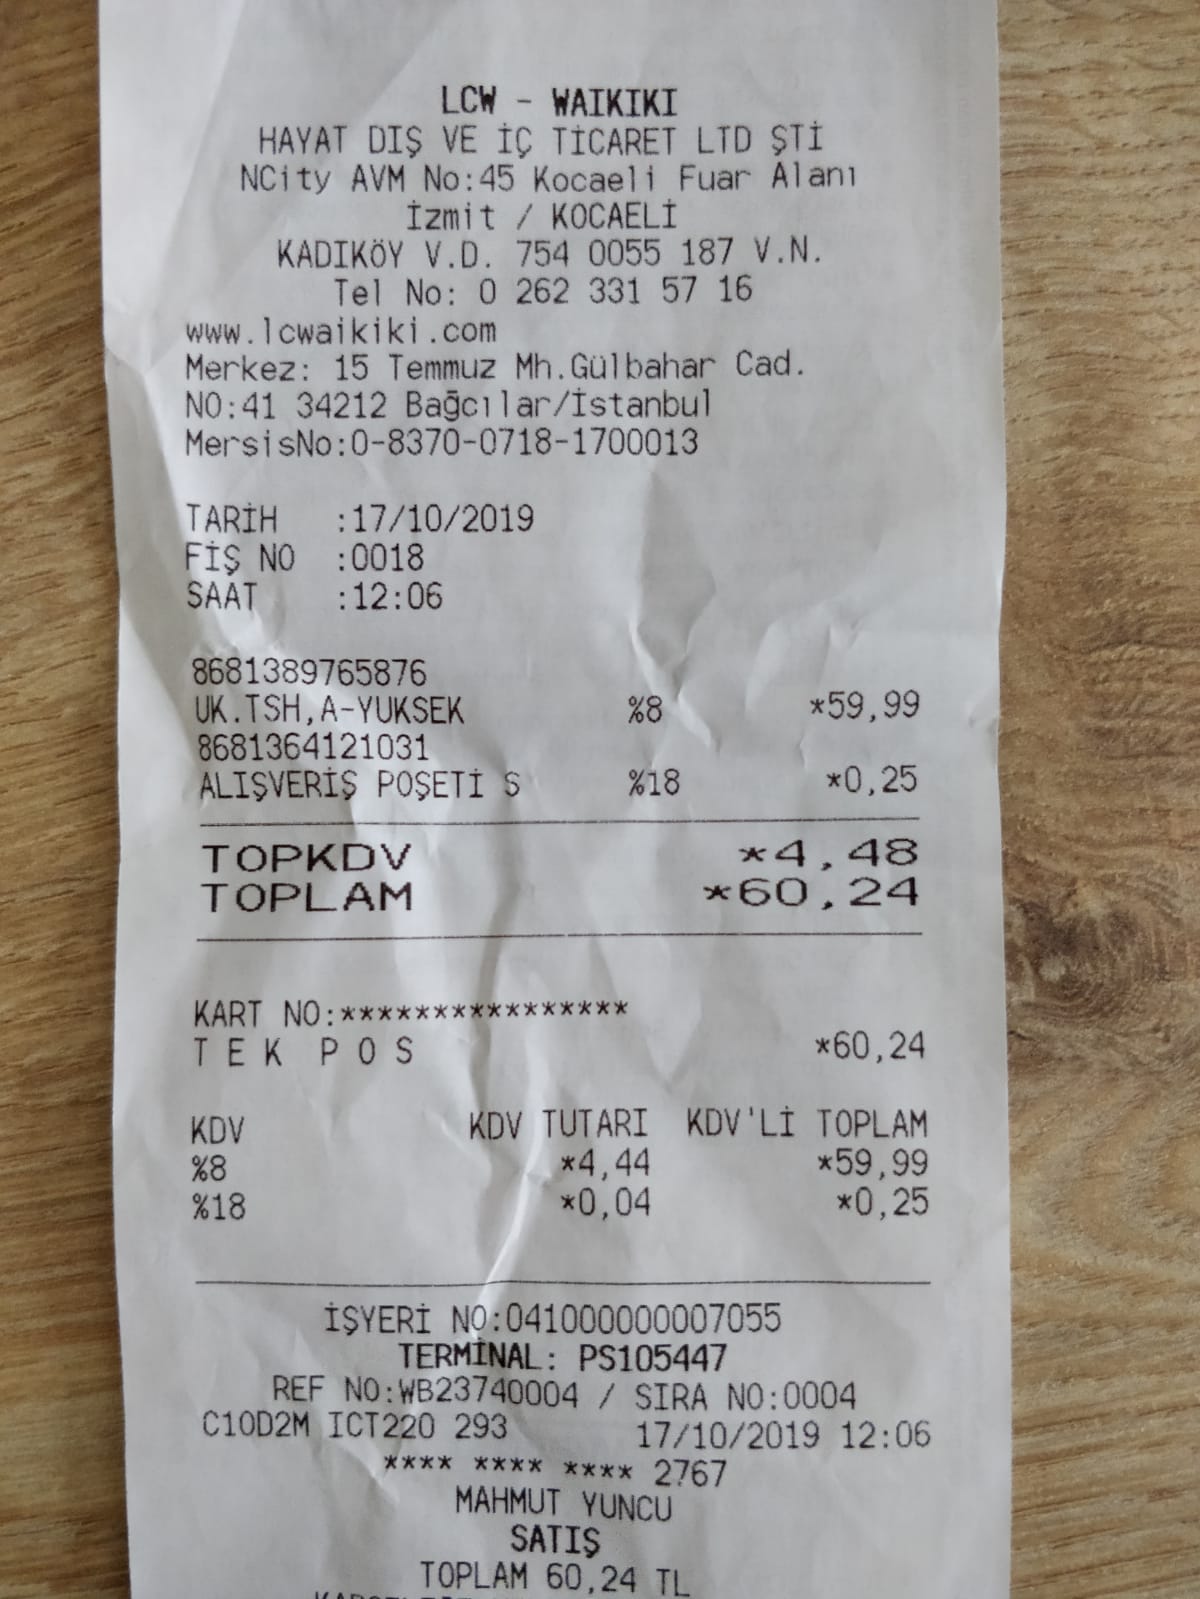 LCW - WAIKIKI
HAYAT DIŞ VE İÇ TİCARET LTD ŞTİ
NCity AVM No:45 Kocaeli Fuar Alanı
İzmit / KOCAELİ
KADIKÖY V.D. 754 0055 187 V.N.
Tel No: 0 262 331 57 16
www.lcwaikiki.com
Merkez: 15 Temmuz Mh.Gülbahar Cad.
NO:41 34212 Bağcılar/İstanbul
MersisNo:0-8370-0718-1700013
TARİH :17/10/2019
FİŞ NO :0018
SAAT :12:06
8681389765876
UK.TSH,A-YUKSEK %8 *59,99
8681364121031
ALIŞVERİŞ POŞETİ S %18 *0,25
TOPKDV *4,48
TOPLAM *60,24
KART NO:****************
TEK POS *60,24
KDV KDV TUTARI KDV'Lİ TOPLAM
%8 *4,44 *59,99
%18 *0,04 *0,25
İŞYERİ NO:041000000007055
TERMİNAL: PS105447
REF NO:WB23740004 / SIRA NO:0004
C10D2M ICT220 293 17/10/2019 12:06
**** **** **** 2767
MAHMUT YUNCU
SATIŞ
TOPLAM 60,24 TL